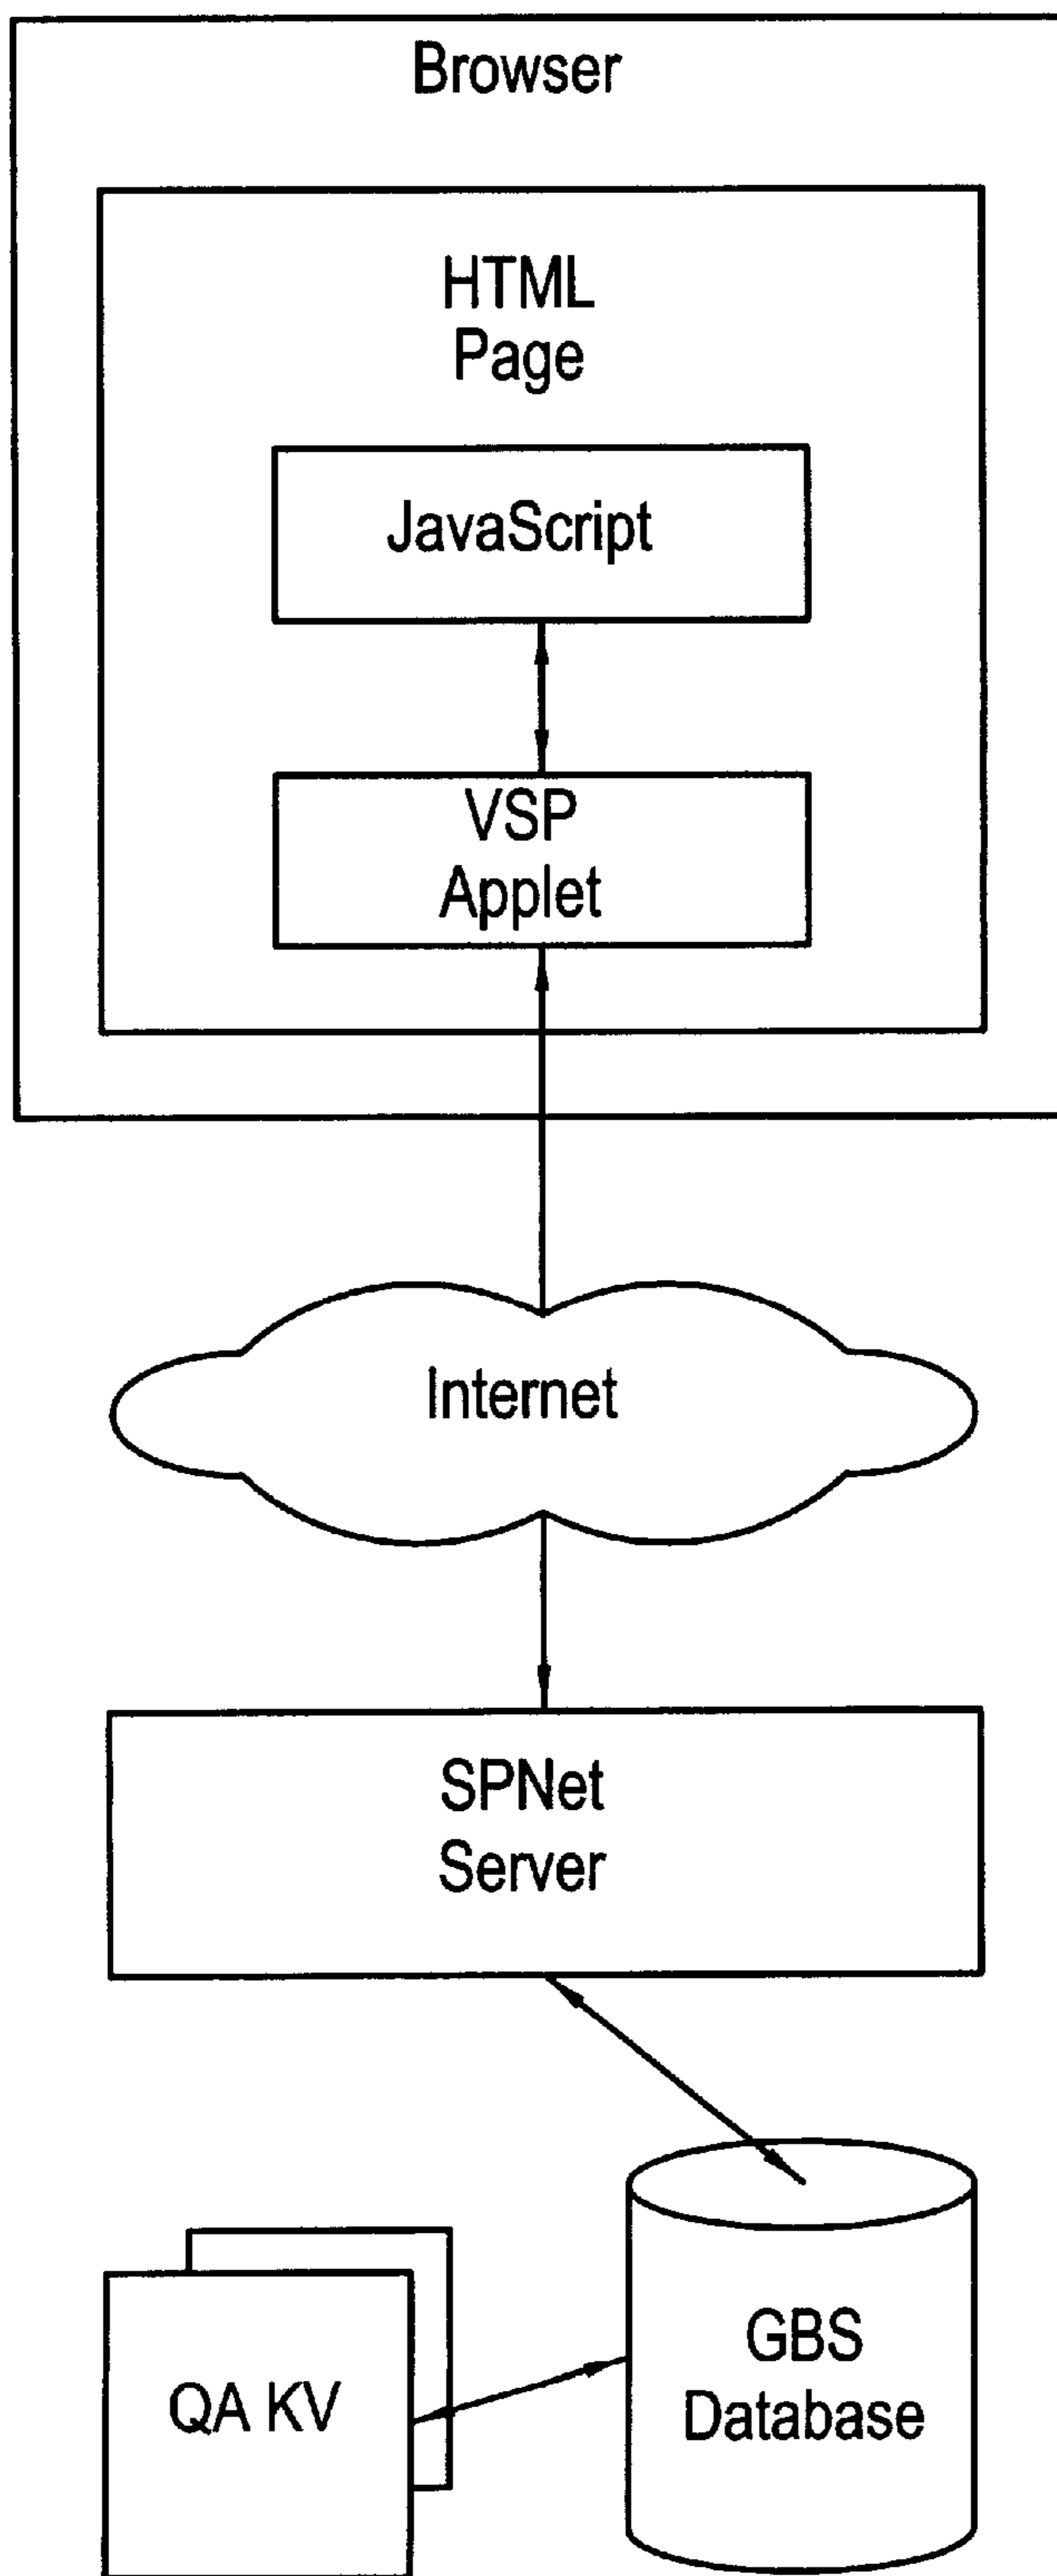 Browser
HTML
Page
JavaScript
VSP
Applet
Internet
SPNet
Server
QA KV
GBS
Database